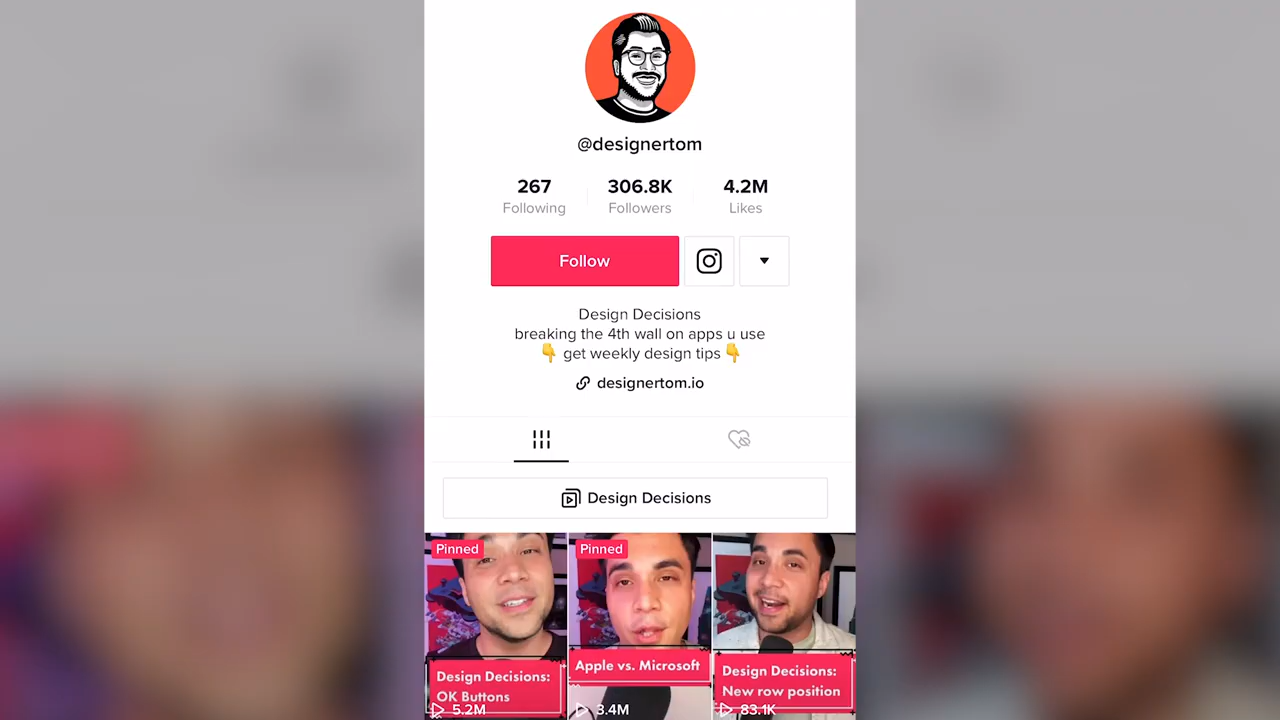 @designertom
267 306.8K 4.2M
Following Followers Likes
Follow
Design Decisions
breaking the 4th wall on apps u use
👇 get weekly design tips 👇
designertom.io
Design Decisions
Pinned
Design Decisions:
OK Buttons
5.2M
Pinned
Apple vs. Microsoft
3.4M
Design Decisions:
New row position
83.1K